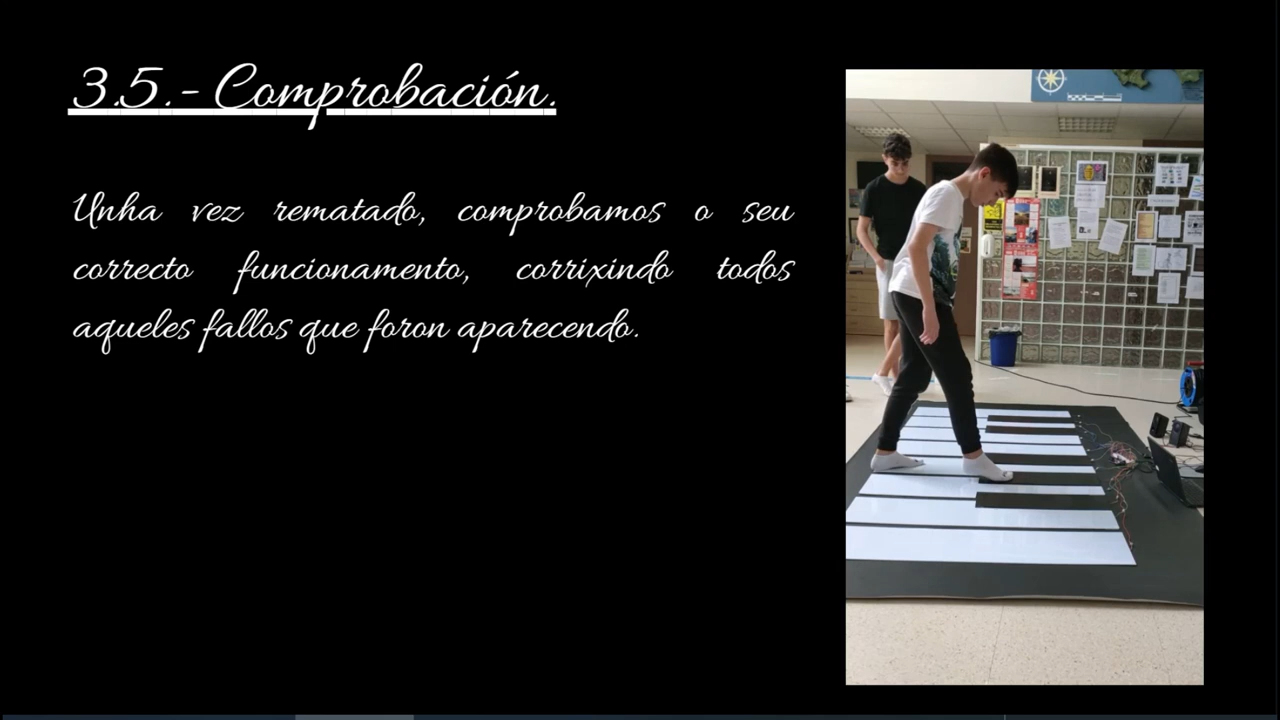 3.5.- Comprobación.
Unha vez rematado, comprobamos o seu
correcto funcionamento, corrixindo todos
aqueles fallos que foron aparecendo.